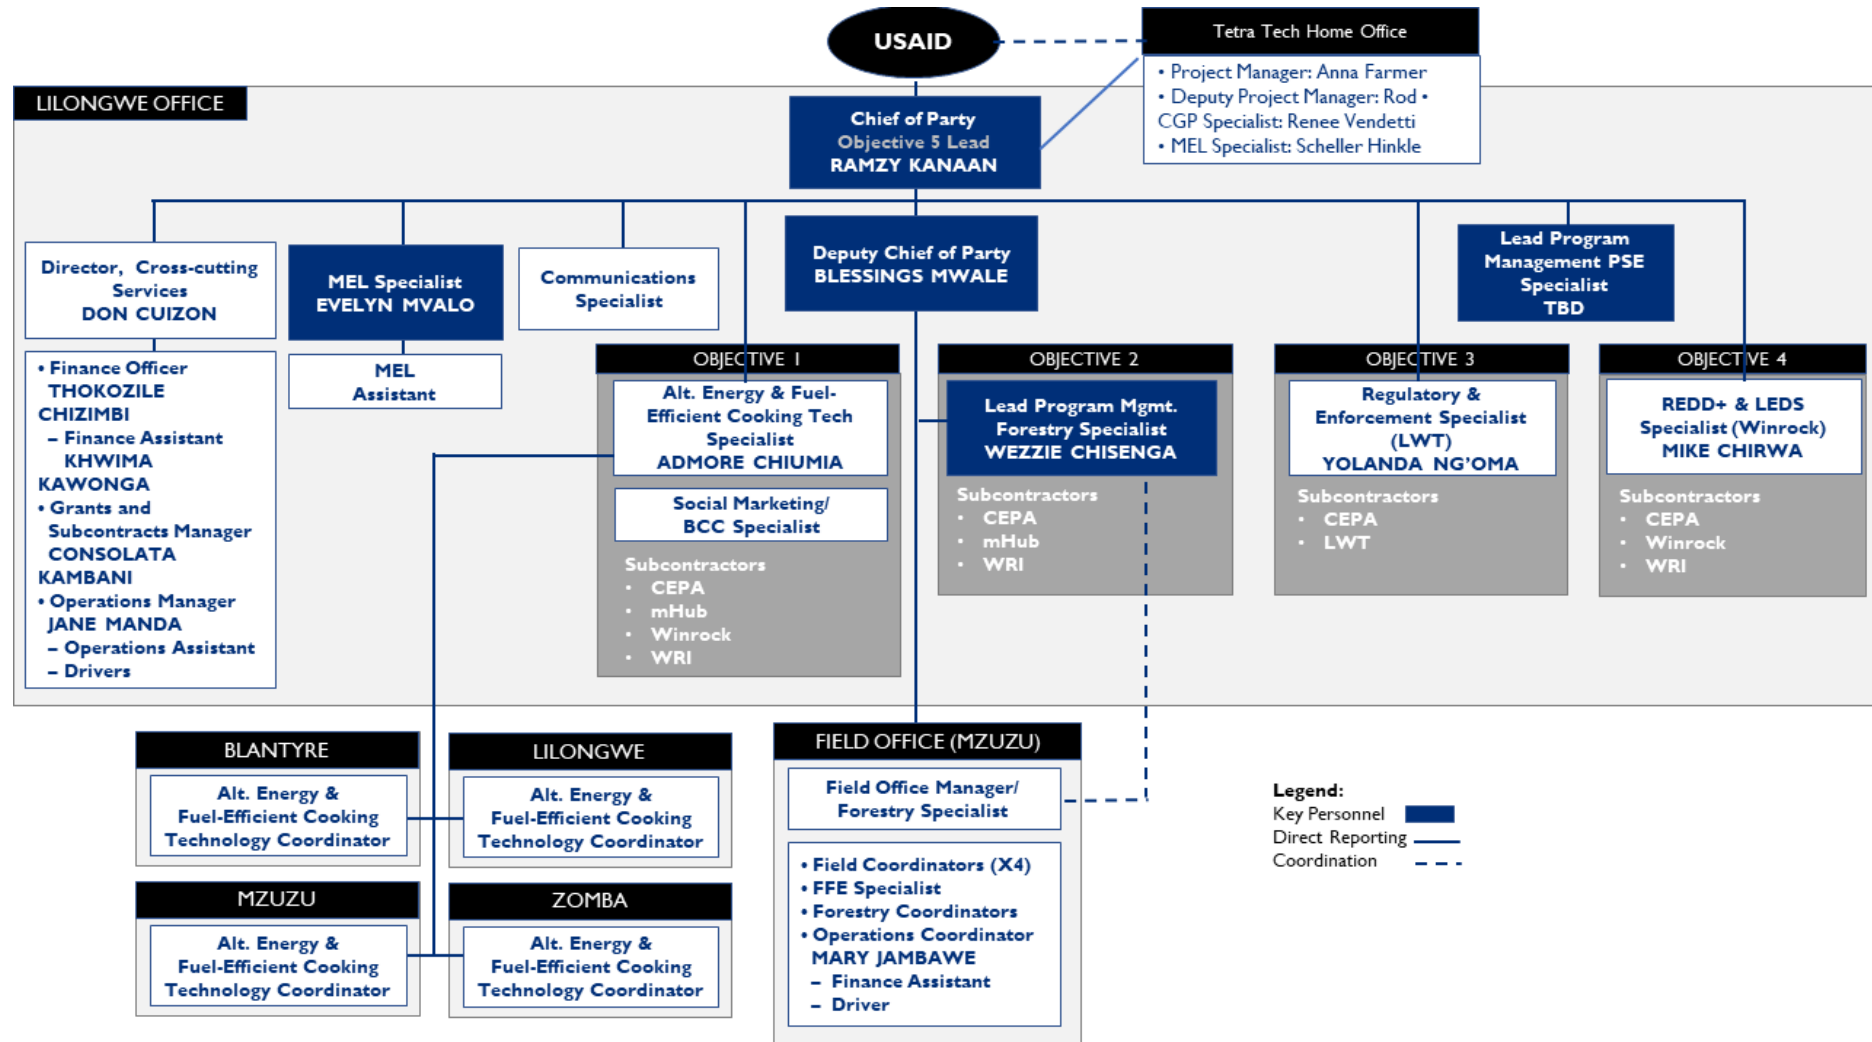 USAID
Tetra Tech Home Office
• Project Manager: Anna Farmer
• Deputy Project Manager: Rod •
CGP Specialist: Renee Vendetti
• MEL Specialist: Scheller Hinkle
LILONGWE OFFICE
Chief of Party
Objective 5 Lead
RAMZY KANAAN
Director, Cross-cutting
Services
DON CUIZON
MEL Specialist
EVELYN MVALO
Communications
Specialist
Deputy Chief of Party
BLESSINGS MWALE
Lead Program
Management PSE
Specialist
TBD
• Finance Officer
THOKOZILE
CHIZIMBI
– Finance Assistant
KHWIMA
KAWONGA
• Grants and
Subcontracts Manager
CONSOLATA
KAMBANI
• Operations Manager
JANE MANDA
– Operations Assistant
– Drivers
MEL
Assistant
OBJECTIVE 1
Alt. Energy & Fuel-
Efficient Cooking Tech
Specialist
ADMORE CHIUMIA
Social Marketing/
BCC Specialist
Subcontractors
• CEPA
• mHub
• Winrock
• WRI
OBJECTIVE 2
Lead Program Mgmt.
Forestry Specialist
WEZZIE CHISENGA
Subcontractors
• CEPA
• mHub
• WRI
OBJECTIVE 3
Regulatory &
Enforcement Specialist
(LWT)
YOLANDA NG’OMA
Subcontractors
• CEPA
• LWT
OBJECTIVE 4
REDD+ & LEDS
Specialist (Winrock)
MIKE CHIRWA
Subcontractors
• CEPA
• Winrock
• WRI
BLANTYRE
Alt. Energy &
Fuel-Efficient Cooking
Technology Coordinator
LILONGWE
Alt. Energy &
Fuel-Efficient Cooking
Technology Coordinator
MZUZU
Alt. Energy &
Fuel-Efficient Cooking
Technology Coordinator
ZOMBA
Alt. Energy &
Fuel-Efficient Cooking
Technology Coordinator
FIELD OFFICE (MZUZU)
Field Office Manager/
Forestry Specialist
• Field Coordinators (X4)
• FFE Specialist
• Forestry Coordinators
• Operations Coordinator
MARY JAMBAWE
– Finance Assistant
– Driver
Legend:
Key Personnel
Direct Reporting
Coordination